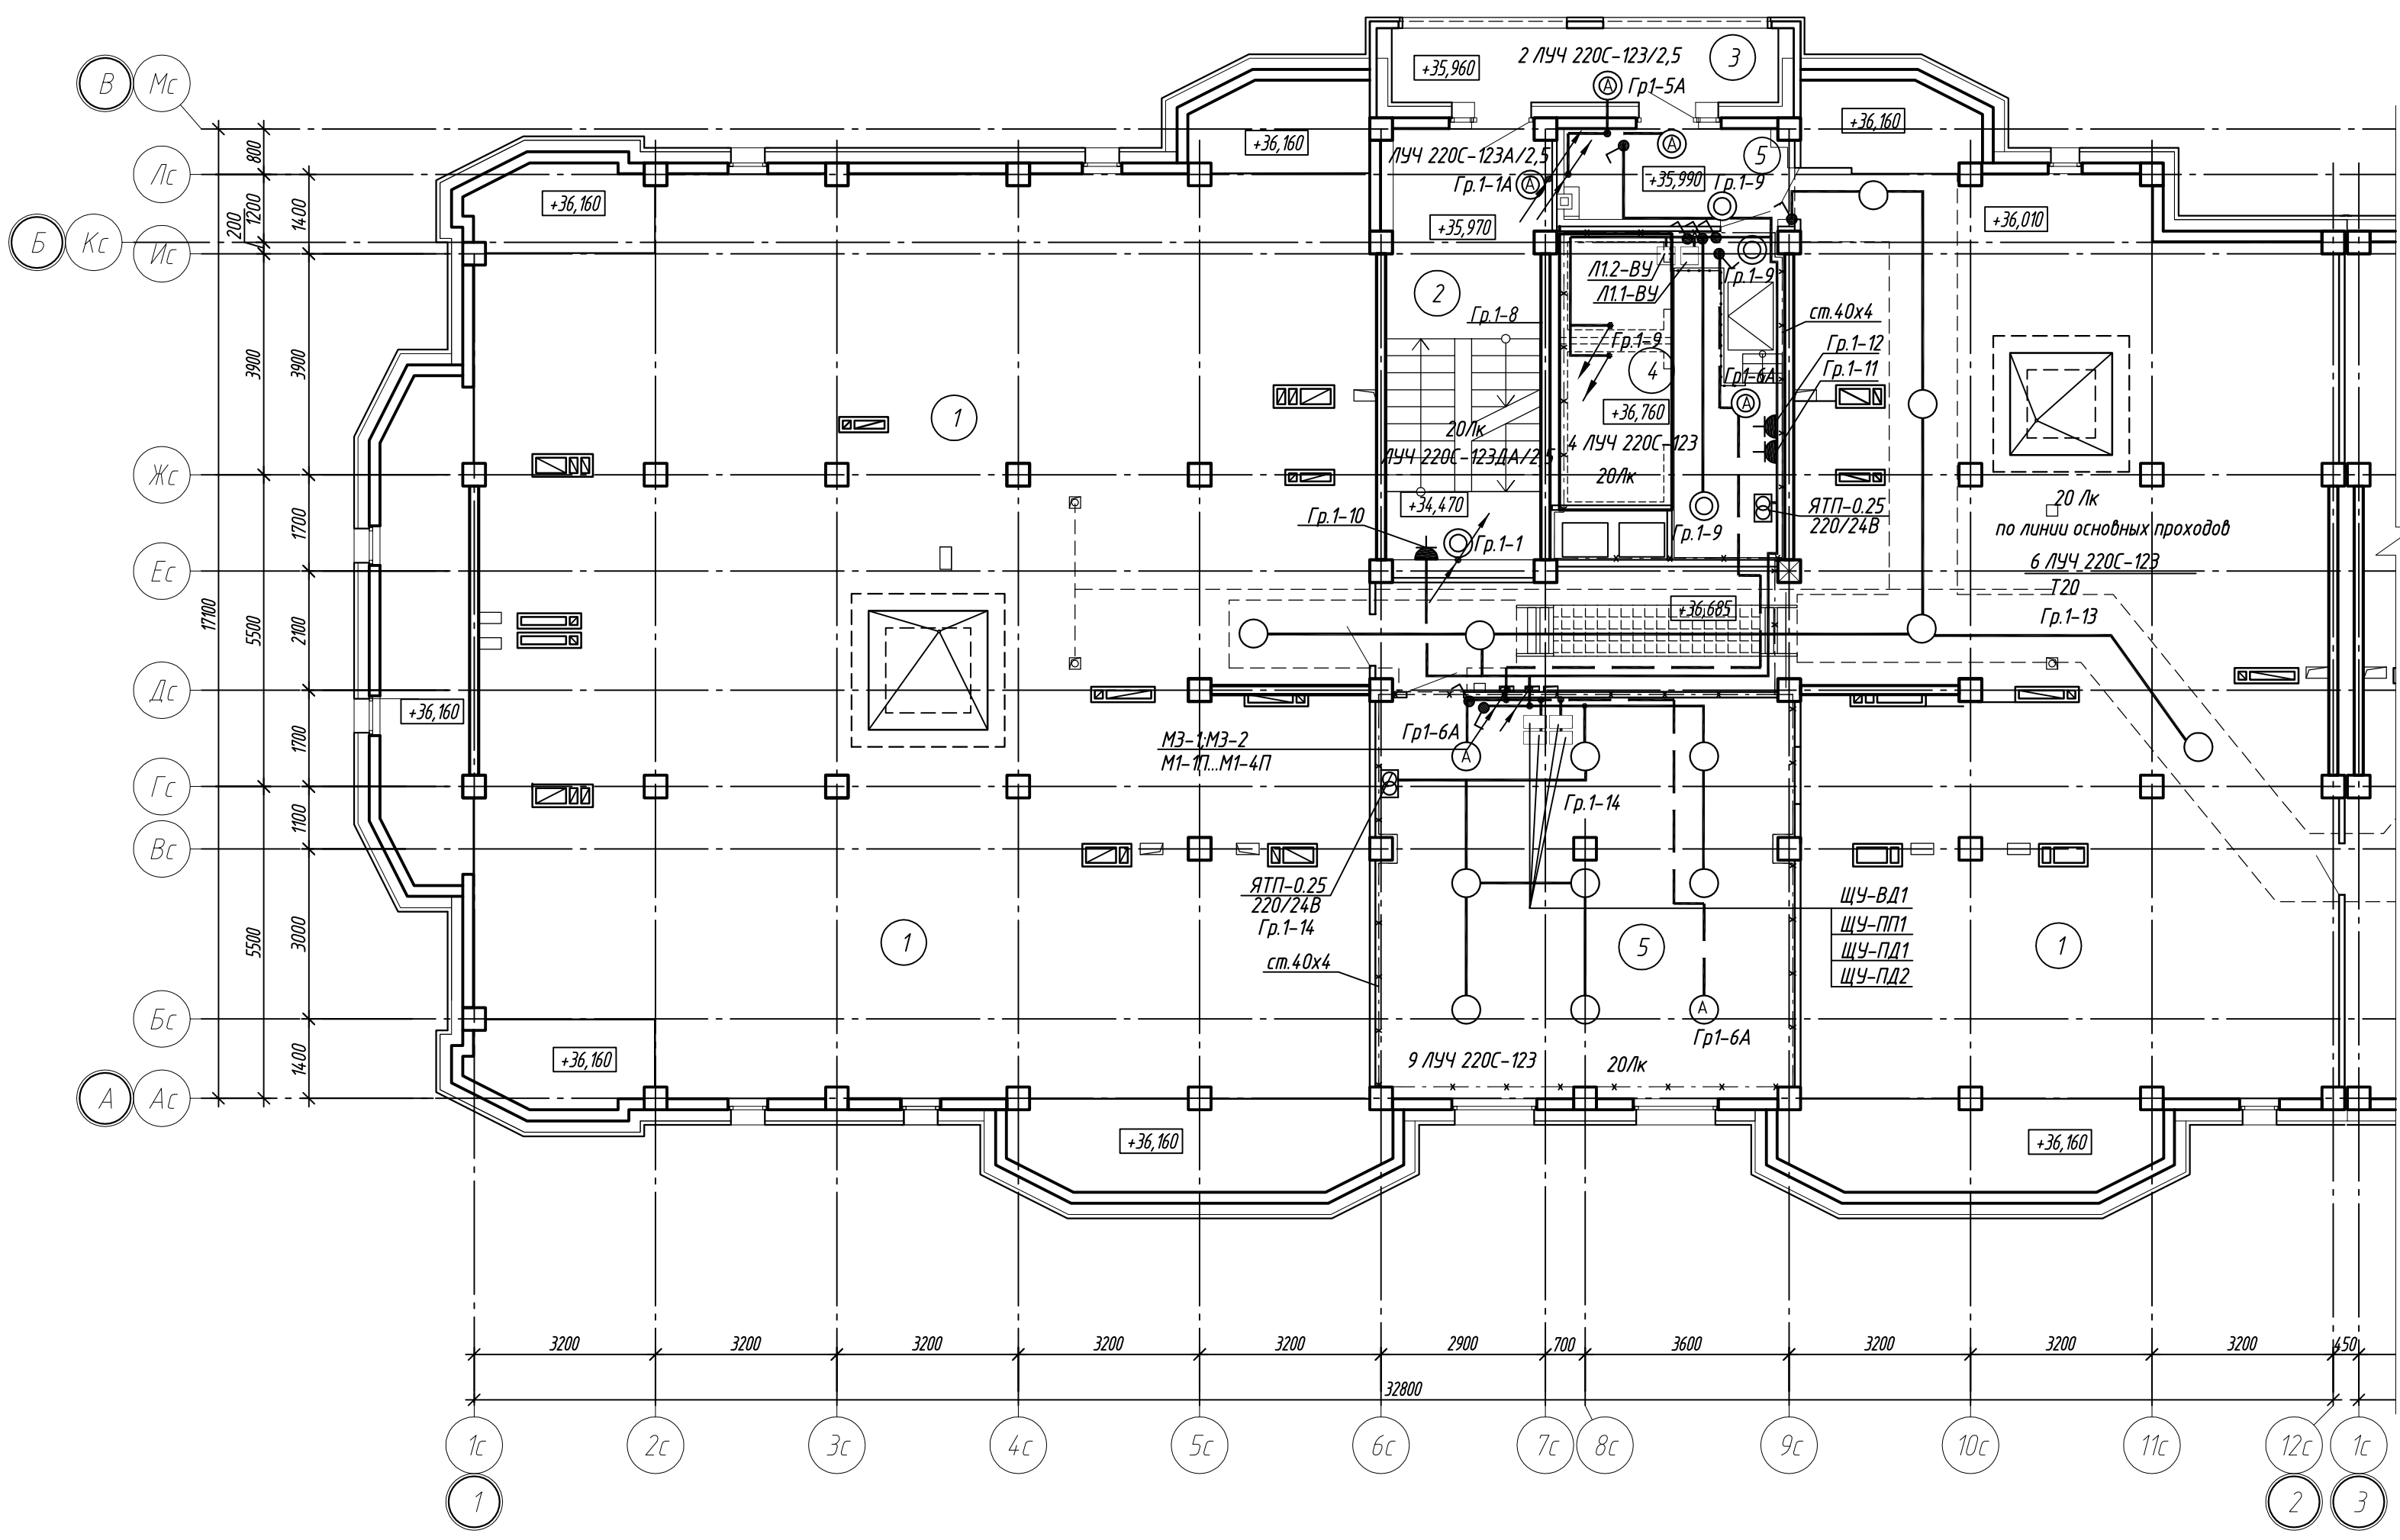 2 ЛУЧ 220С-123/2,5
3
+35,960
Гр1-5А
А
В
Мс
+36,160
+36,160
5
ЛУЧ 220С-123А/2,5
А
Гр.1-1А
А
+35,990
Гр.1-9
Лс
800
+36,160
+35,970
+36,010
200
1200
1400
Б
Кс
Ис
Л1.2-ВУ
Л1.1-ВУ
Гр.1-9
2
Гр.1-8
ст.40х4
Гр.1-9
Гр.1-12
3900
3900
4
Гр1-6А
Гр.1-11
А
1
+36,760
20Лк
4 ЛУЧ 220С-123
ЛУЧ 220С-123ДА/2,5
20Лк
Жс
+34,470
20 Лк
ЯТП-0.25
220/24В
1700
Гр.1-10
Гр.1-1
Гр.1-9
по линии основных проходов
6 ЛУЧ 220С-123
Т20
Ес
17100
5500
2100
+36,685
Гр.1-13
Дс
+36,160
1700
МЗ-1;МЗ-2
М1-1П...М1-4П
Гр1-6А
А
Гс
Гр.1-14
1100
Вс
ЯТП-0.25
220/24В
Гр.1-14
ЩУ-ВД1
ЩУ-ПП1
ЩУ-ПД1
ЩУ-ПД2
5500
3000
1
5
1
ст.40х4
А
Гр1-6А
Бс
1400
+36,160
9 ЛУЧ 220С-123
20Лк
А
Ас
+36,160
+36,160
3200
3200
3200
3200
3200
2900
700
3600
3200
3200
3200
450
32800
1с
2с
3с
4с
5с
6с
7с
8с
9с
10с
11с
12с
1с
1
2
3